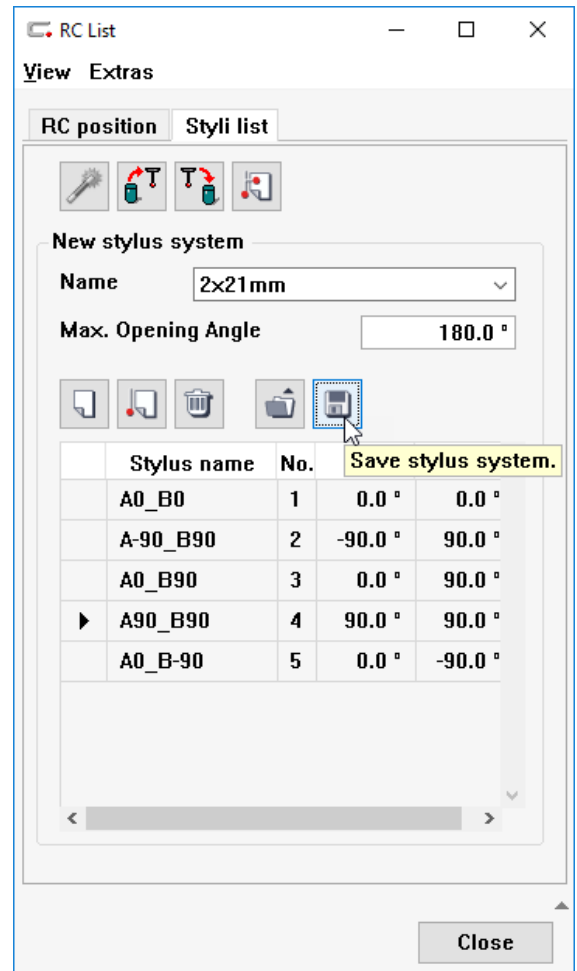 RC List
View Extras
RC position Styli list
New stylus system
Name 2x21mm
Max. Opening Angle 180.0 °
Save stylus system.
Stylus name No.
A0_B0 1 0.0 ° 0.0 °
A-90_B90 2 -90.0 ° 90.0 °
A0_B90 3 0.0 ° 90.0 °
A90_B90 4 90.0 ° 90.0 °
A0_B-90 5 0.0 ° -90.0 °
Close